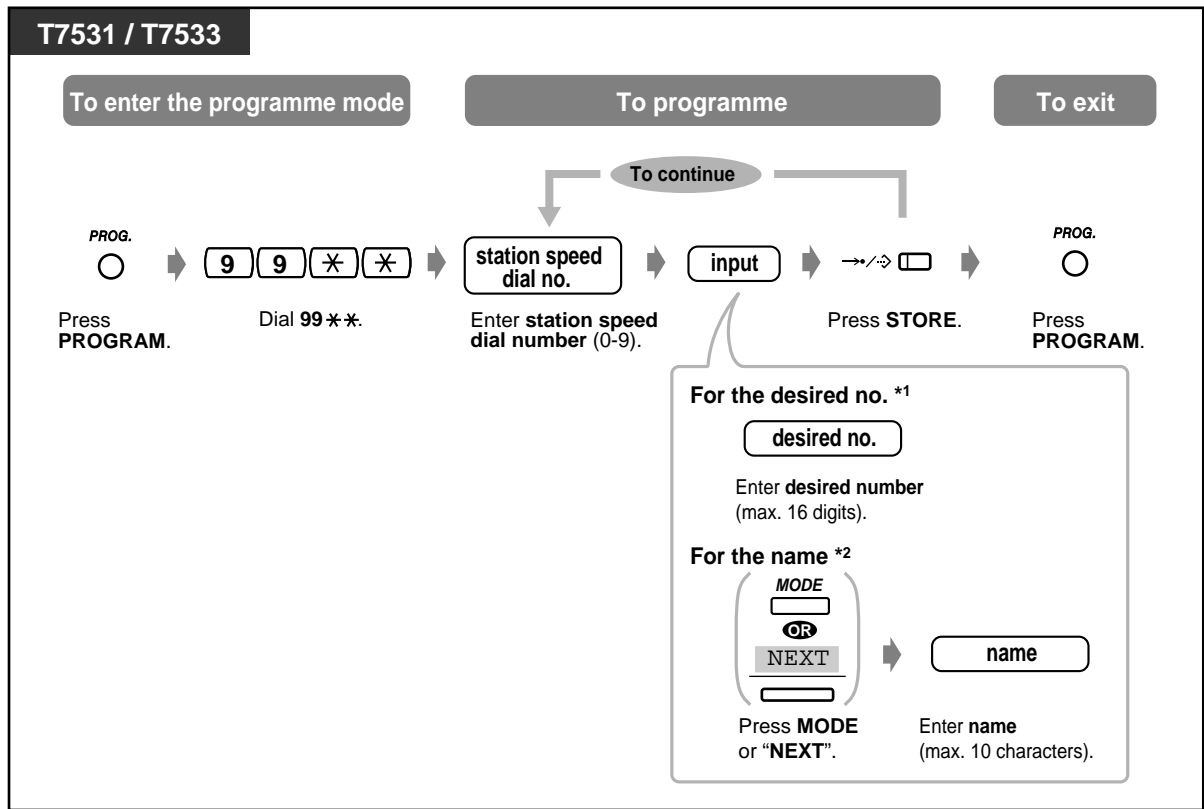 T7531 / T7533
To enter the programme mode
To programme
To exit
To continue
PROG.
9 9 * *
station speed
dial no.
input
PROG.
Press
PROGRAM.
Dial 99**.
Enter station speed
dial number (0-9).
Press STORE.
Press
PROGRAM.
For the desired no. *1
desired no.
Enter desired number
(max. 16 digits).
For the name *2
MODE
OR
NEXT
name
Press MODE
or “NEXT”.
Enter name
(max. 10 characters).